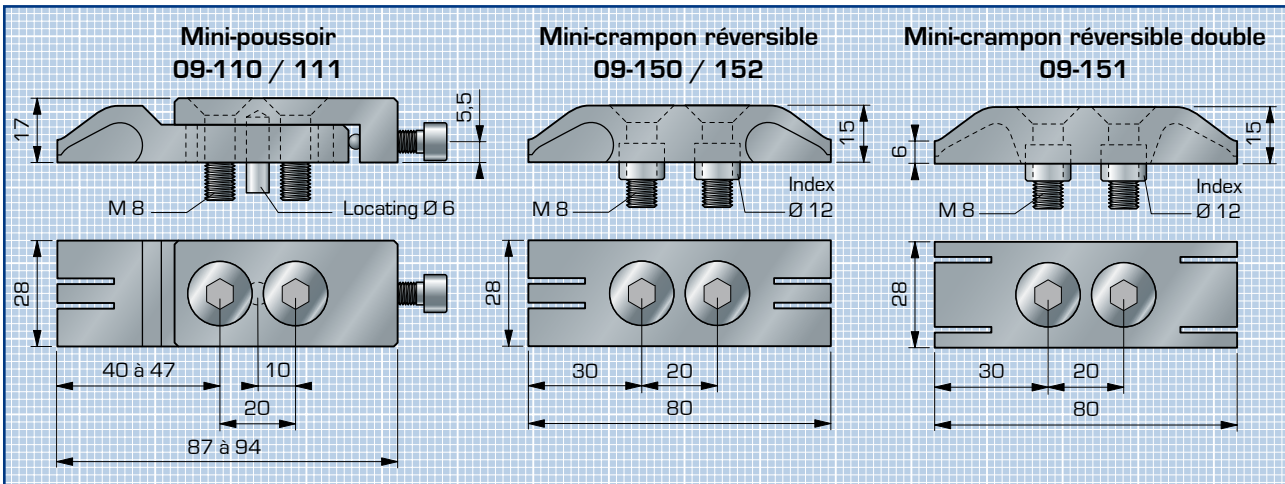 Mini-poussoir
09-110 / 111
17
5,5
M 8
Locating Ø 6
28
40 à 47
10
20
87 à 94
Mini-crampon réversible
09-150 / 152
15
M 8
Index
Ø 12
28
30
20
80
Mini-crampon réversible double
09-151
6
15
M 8
Index
Ø 12
28
30
20
80